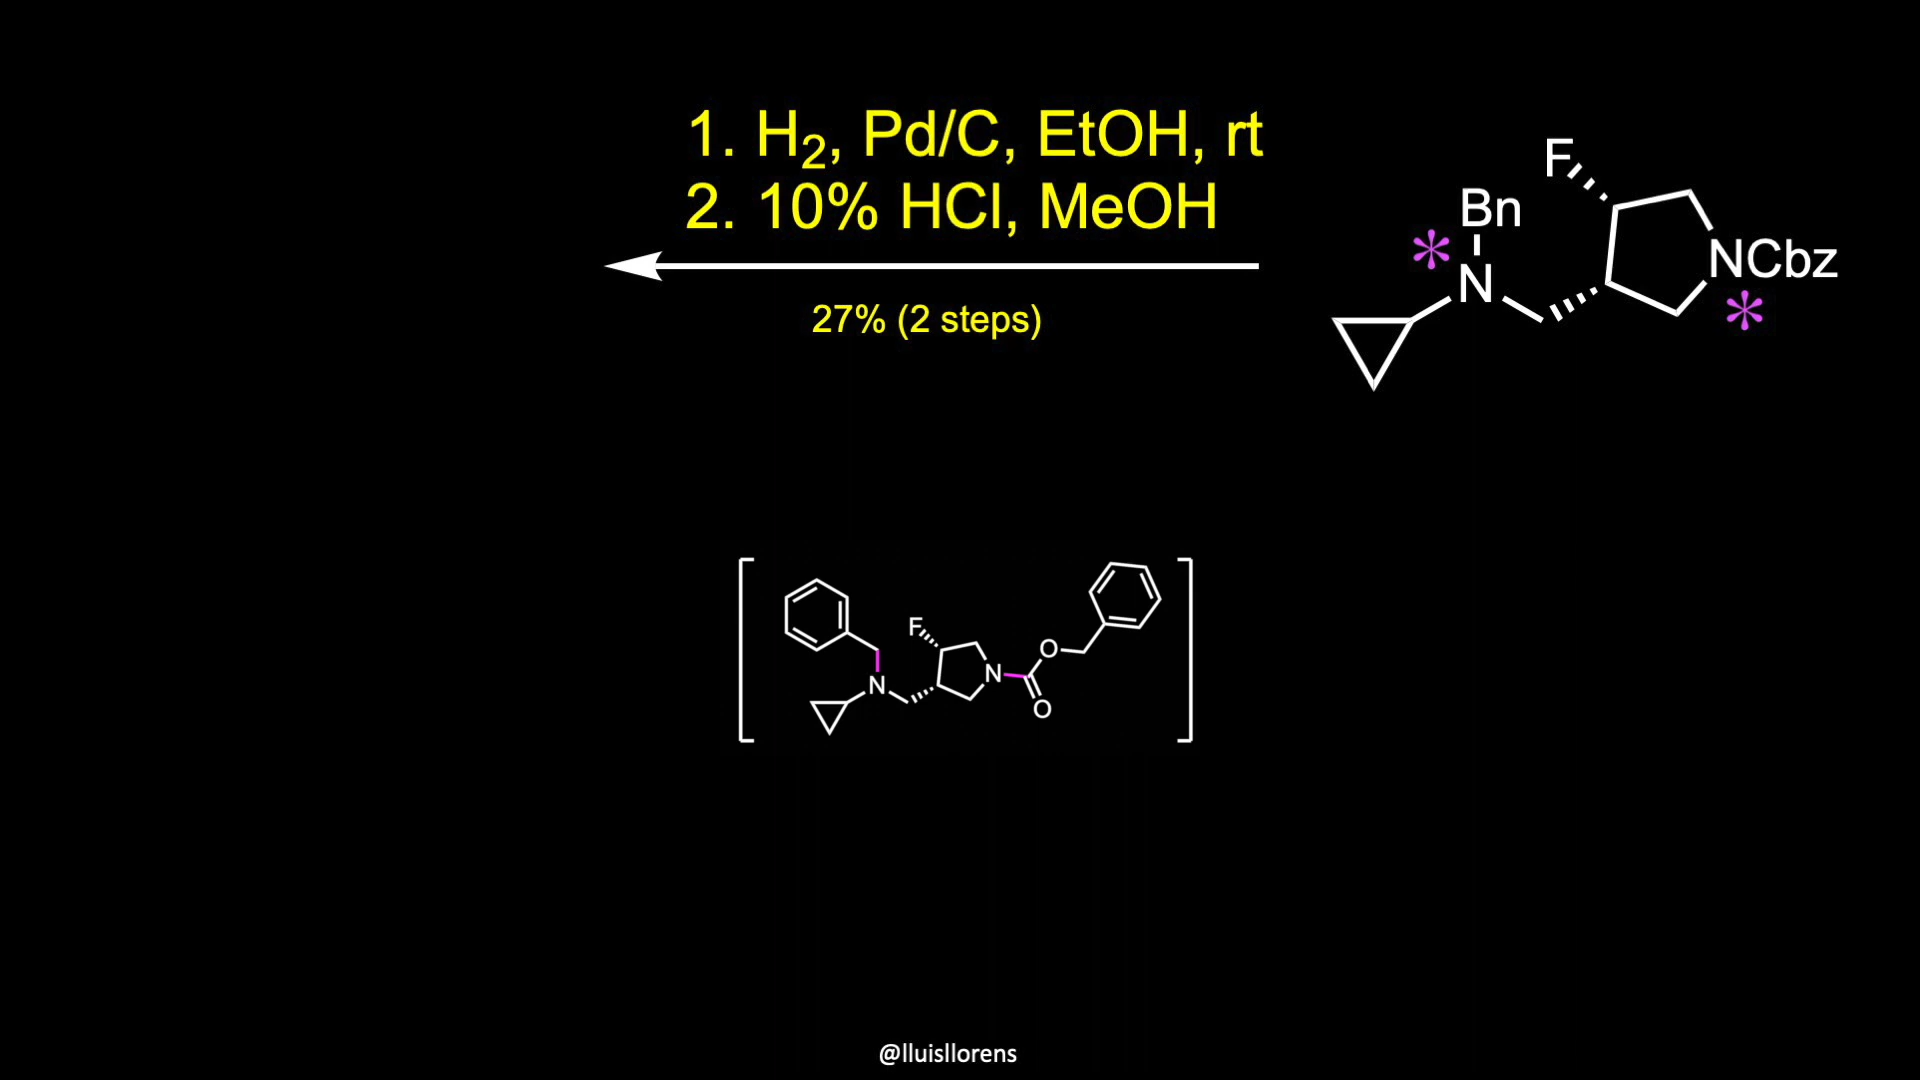 1. H₂, Pd/C, EtOH, rt
2. 10% HCl, MeOH
27% (2 steps)
F
Bn
*
N
NCbz
*
F
N
N
O
O
@lluisllorens